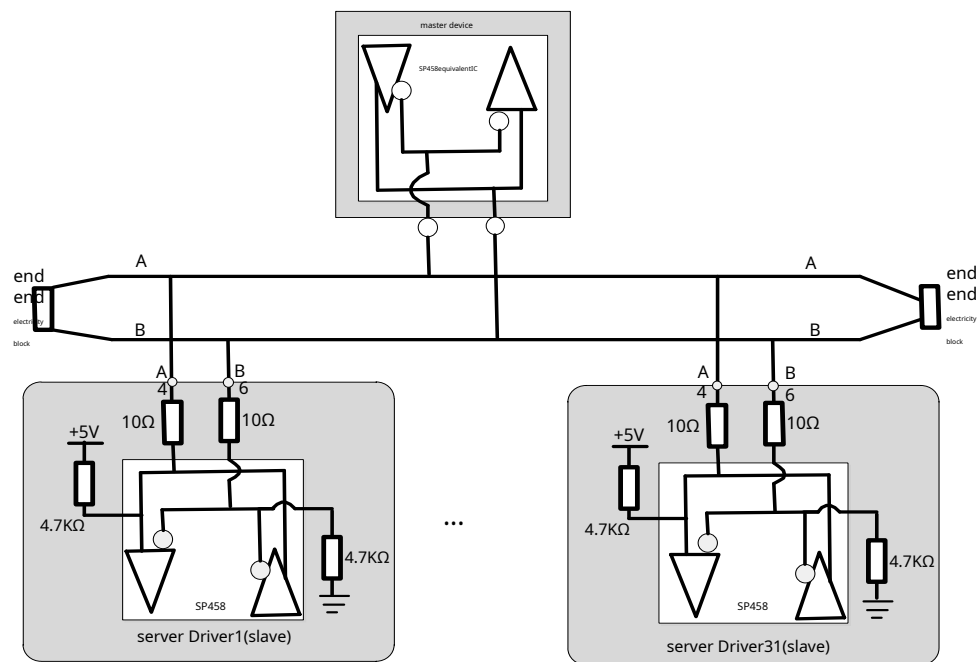 master device
SP458equivalentIC
A
A
end
end
electricity
block
end
end
electricity
block
B
B
A
4
B
6
A
4
B
6
10Ω
10Ω
10Ω
10Ω
+5V
+5V
4.7KΩ
4.7KΩ
...
4.7KΩ
4.7KΩ
SP458
SP458
server Driver1(slave)
server Driver31(slave)